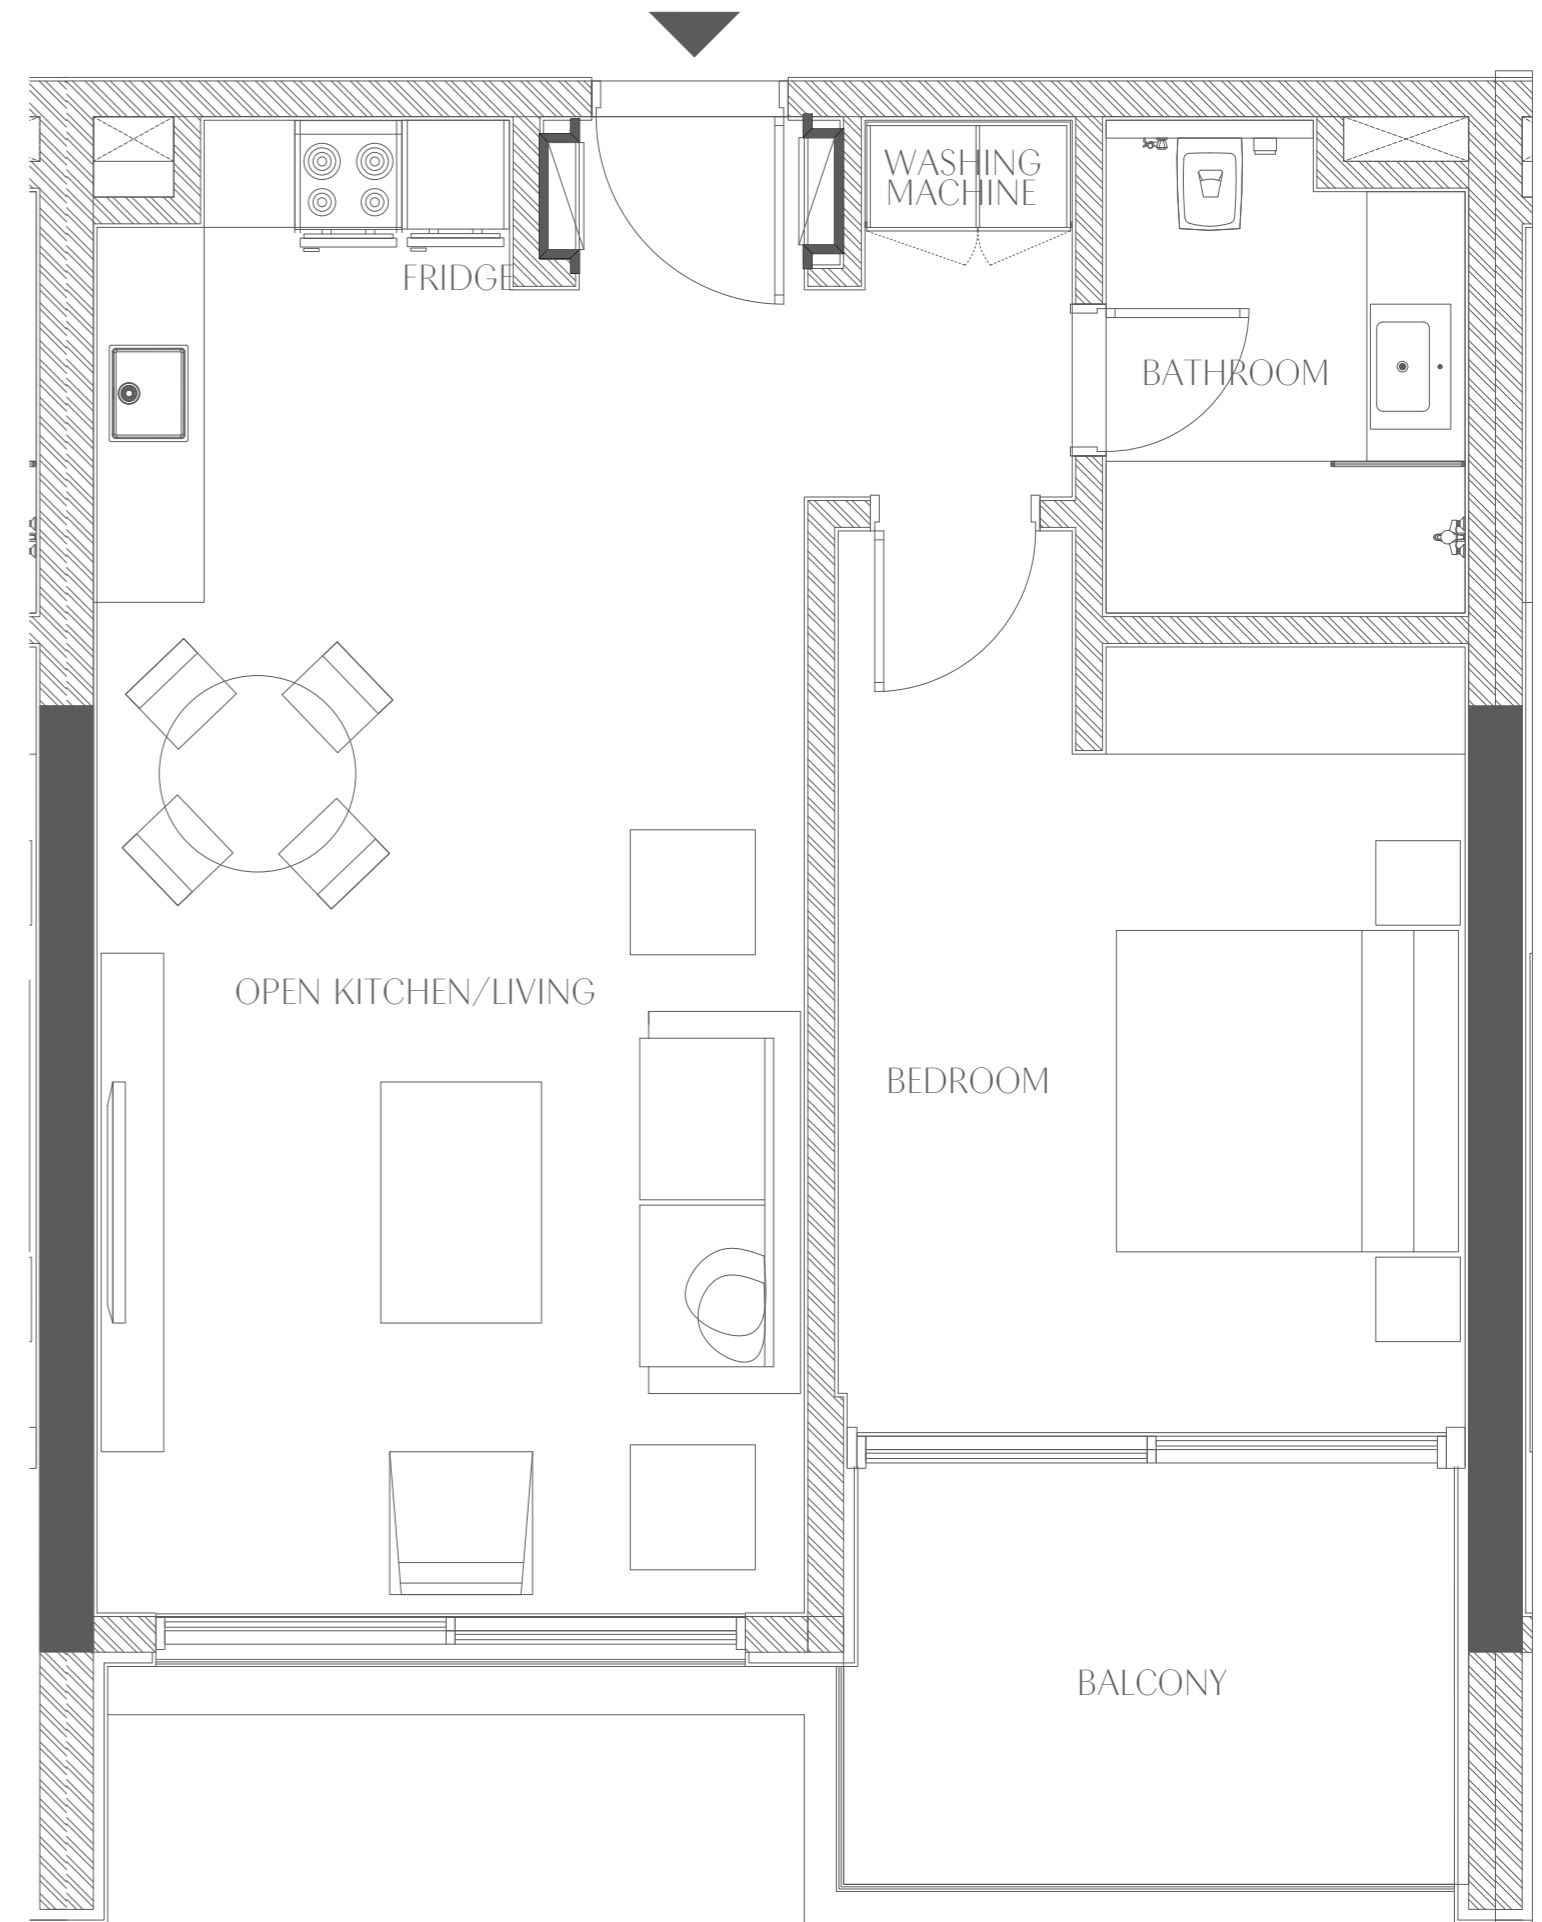 WASHING
MACHINE
FRIDGE
BATHROOM
OPEN KITCHEN/LIVING
BEDROOM
BALCONY